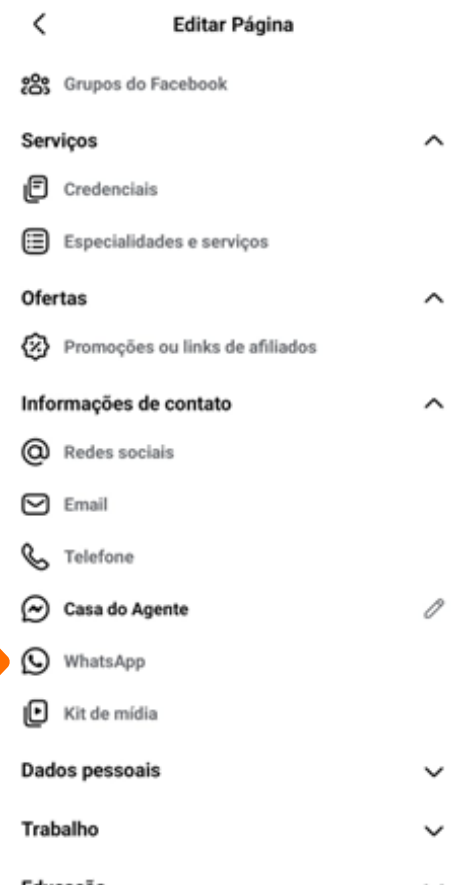 Editar Página
Grupos do Facebook
Serviços
Credenciais
Especialidades e serviços
Ofertas
Promoções ou links de afiliados
Informações de contato
Redes sociais
Email
Telefone
Casa do Agente
WhatsApp
Kit de mídia
Dados pessoais
Trabalho